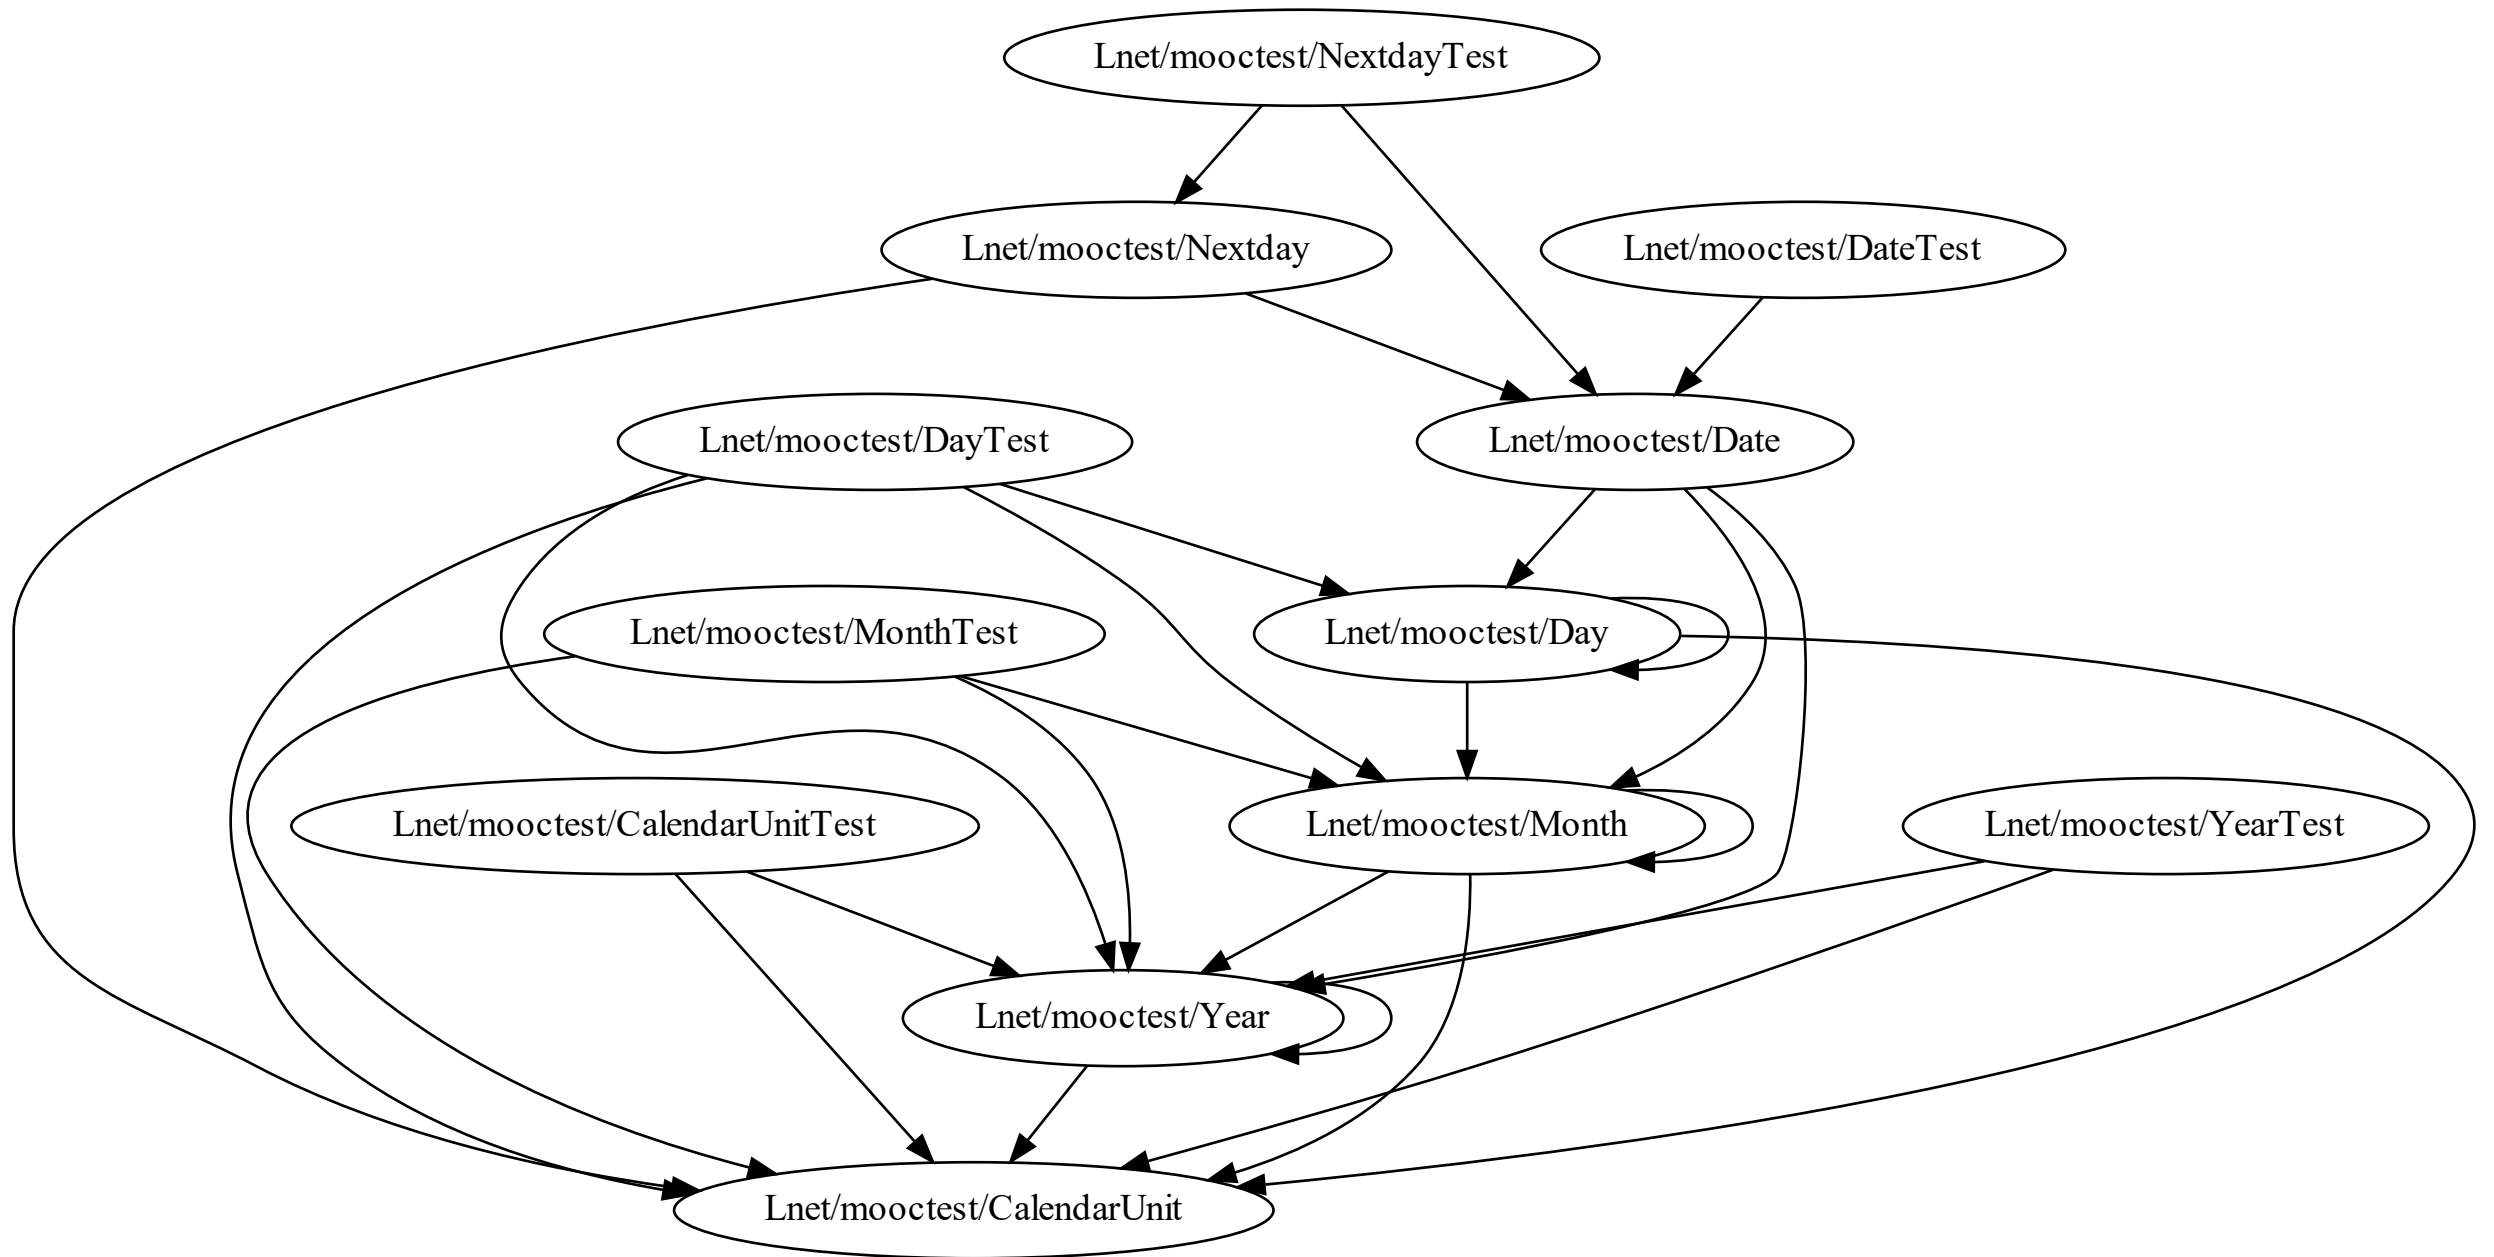 Lnet/mooctest/NextdayTest
Lnet/mooctest/Nextday
Lnet/mooctest/DateTest
Lnet/mooctest/DayTest
Lnet/mooctest/Date
Lnet/mooctest/MonthTest
Lnet/mooctest/Day
Lnet/mooctest/CalendarUnitTest
Lnet/mooctest/Month
Lnet/mooctest/YearTest
Lnet/mooctest/Year
Lnet/mooctest/CalendarUnit